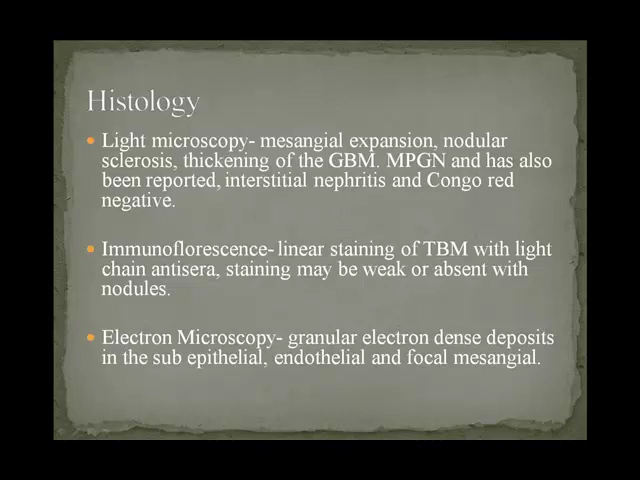 Histology
• Light microscopy- mesangial expansion, nodular
sclerosis, thickening of the GBM. MPGN and has also
been reported, interstitial nephritis and Congo red
negative.
• Immunoflorescence- linear staining of TBM with light
chain antisera, staining may be weak or absent with
nodules.
• Electron Microscopy- granular electron dense deposits
in the sub epithelial, endothelial and focal mesangial.